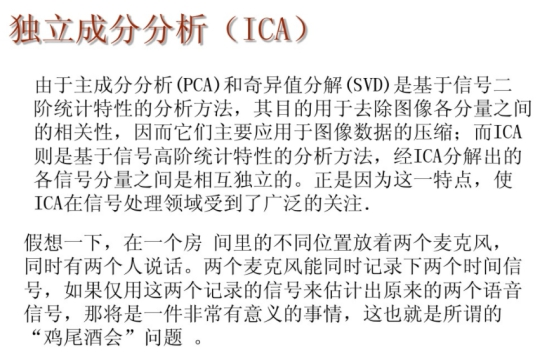 独立成分分析（ICA）
由于主成分分析(PCA)和奇异值分解(SVD)是基于信号二
阶统计特性的分析方法，其目的用于去除图像各分量之间
的相关性，因而它们主要应用于图像数据的压缩；而ICA
则是基于信号高阶统计特性的分析方法，经ICA分解出的
各信号分量之间是相互独立的。正是因为这一特点，使
ICA在信号处理领域受到了广泛的关注．
假想一下，在一个房 间里的不同位置放着两个麦克风，
同时有两个人说话。两个麦克风能同时记录下两个时间信
号，如果仅用这两个记录的信号来估计出原来的两个语音
信号，那将是一件非常有意义的事情，这也就是所谓的
“鸡尾酒会”问题 。